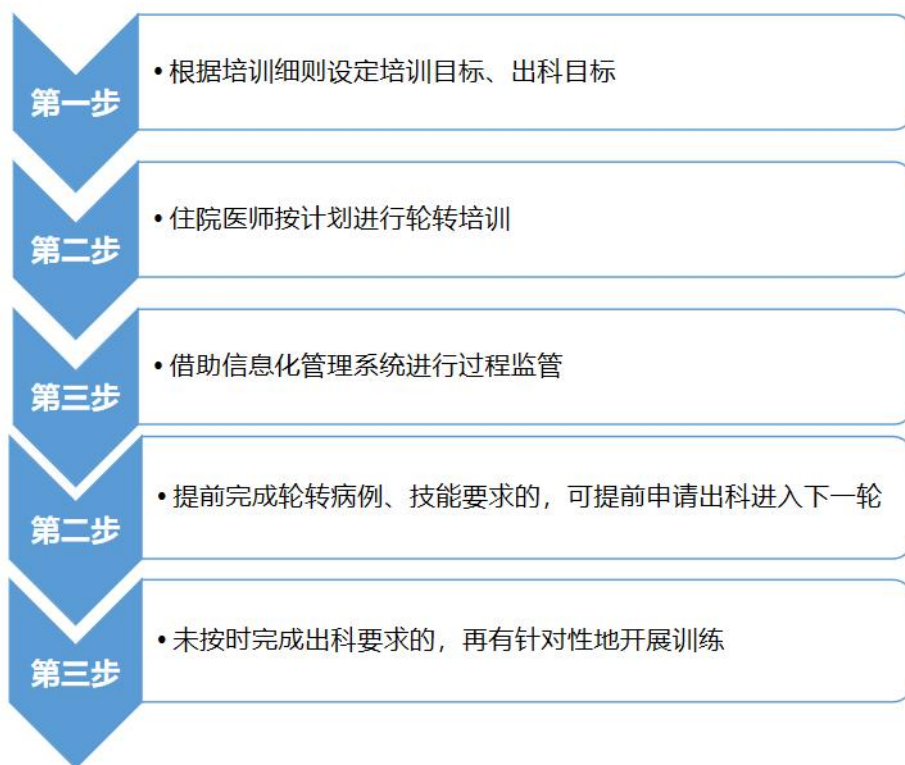 第一步
• 根据培训细则设定培训目标、出科目标
第二步
• 住院医师按计划进行轮转培训
第三步
• 借助信息化管理系统进行过程监管
第二步
• 提前完成轮转病例、技能要求的，可提前申请出科进入下一轮
第三步
• 未按时完成出科要求的，再有针对性地开展训练